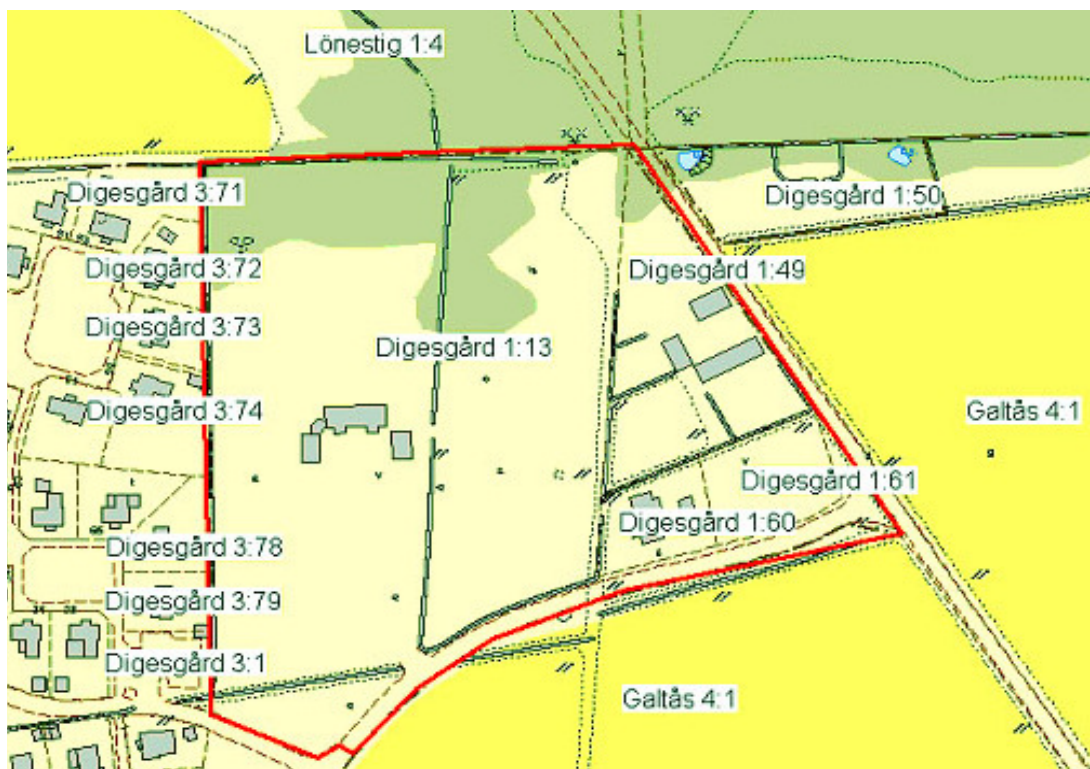 Lönestig 1:4
Digesgård 3:71
Digesgård 1:50
Digesgård 3:72
Digesgård 1:49
Digesgård 3:73
Digesgård 1:13
Digesgård 3:74
Galtås 4:1
Digesgård 1:61
Digesgård 1:60
Digesgård 3:78
Digesgård 3:79
Digesgård 3:1
Galtås 4:1